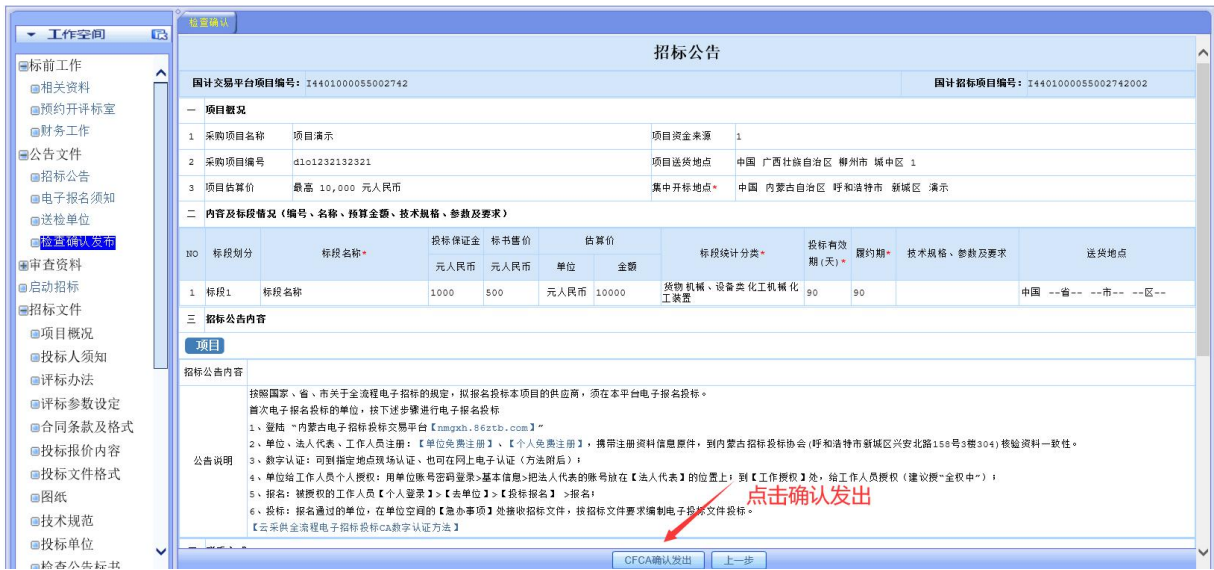 检查确认
工作空间
标前工作
相关资料
预约开评标室
财务工作
公告文件
招标公告
电子报名须知
送检单位
检查确认发布
审查资料
启动招标
招标文件
项目概况
投标人须知
评标办法
评标参数设定
合同条款及格式
投标报价内容
投标文件格式
图纸
技术规范
投标单位
检查公告标书
招标公告
国计交易平台项目编号：I4401000055002742 国计招标项目编号：I4401000055002742002
一 项目概况
1 采购项目名称 项目演示 项目资金来源 1
2 采购项目编号 dlo1232132321 项目送货地点 中国 广西壮族自治区 柳州市 城中区 1
3 项目估算价 最高 10,000 元人民币 集中开标地点* 中国 内蒙古自治区 呼和浩特市 新城区 演示
二 内容及标段情况（编号、名称、预算金额、技术规格、参数及要求）
NO 标段划分 标段名称* 投标保证金 标书售价 估算价 标段统计分类* 投标有效期(天)* 履约期* 技术规格、参数及要求 送货地点
元人民币 元人民币 单位 金额
1 标段1 标段名称 1000 500 元人民币 10000 货物 机械、设备类 化工机械 化工装置 90 90 中国 --省-- --市-- --区--
三 招标公告内容
项目
招标公告内容
公告说明
按照国家、省、市关于全流程电子招标的规定，拟报名投标本项目的供应商，须在本平台电子报名投标。
首次电子报名投标的单位，按下述步骤进行电子报名投标
1、登陆 “内蒙古电子招标投标交易平台【nmgxh.86ztb.com】”
2、单位、法人代表、工作人员注册：【单位免费注册】、【个人免费注册】，携带注册资料信息原件，到内蒙古招标投标协会(呼和浩特市新城区兴安北路158号3楼304)核验资料一致性。
3、数字认证：可到指定地点现场认证、也可在网上电子认证（方法附后）；
4、单位给工作人员个人授权：用单位账号密码登录>基本信息>把法人代表的账号放在【法人代表】的位置上；到【工作授权】处，给工作人员授权（建议授“全权中”）；
5、报名：被授权的工作人员【个人登录】>【去单位】>【投标报名】 >报名；
6、投标：报名通过的单位，在单位空间的【急办事项】处接收招标文件，按招标文件要求编制电子投标文件投标。
【云采供全流程电子招标投标CA数字认证方法】
点击确认发出
CFCA确认发出 上一步